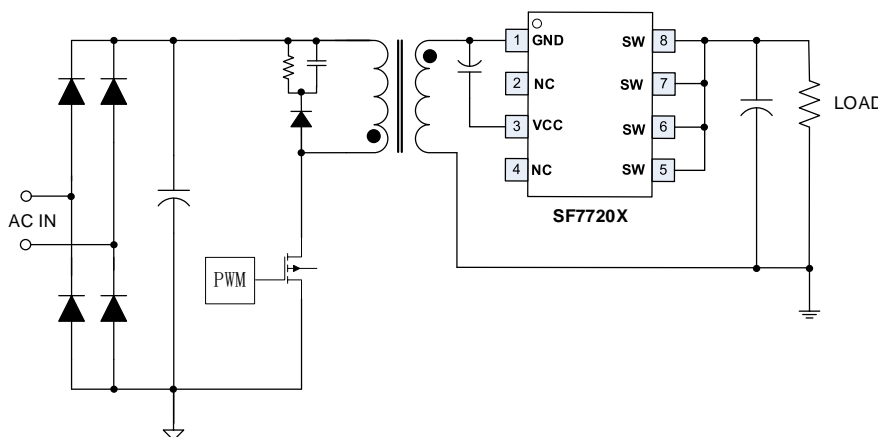 1 GND SW 8
2 NC SW 7
3 VCC SW 6
4 NC SW 5
SF7720X
LOAD
AC IN
PWM